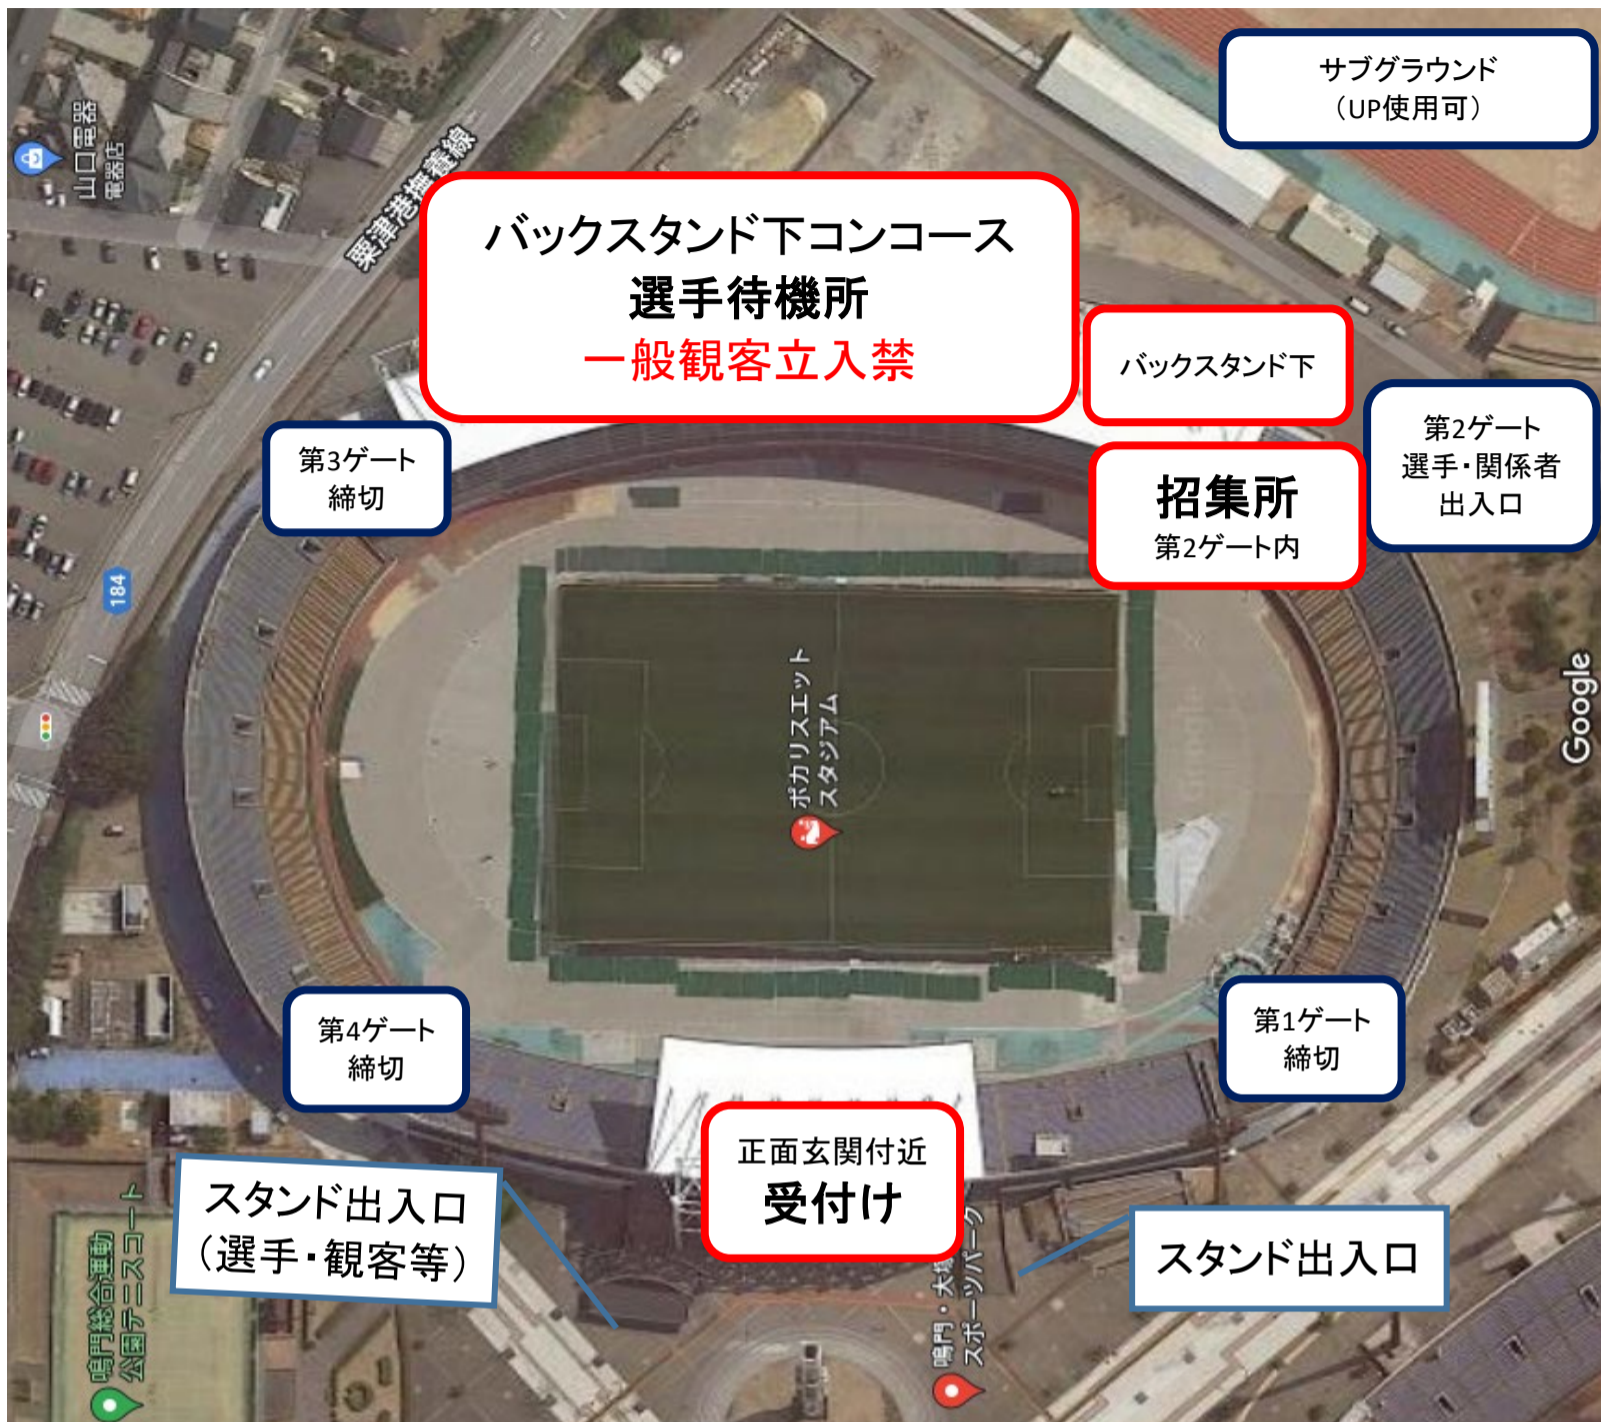 サブグラウンド
（UP使用可）
山口電器
電器店
粟津港撫養線
バックスタンド下コンコース
選手待機所
一般観客立入禁
バックスタンド下
第2ゲート
選手・関係者
出入口
第3ゲート
締切
招集所
第2ゲート内
184
ポカリスエット
スタジアム
Google
第4ゲート
締切
第1ゲート
締切
正面玄関付近
受付け
スタンド出入口
（選手・観客等）
スタンド出入口
鳴門総合運動
公園テニスコート
鳴門・大塚
スポーツパーク